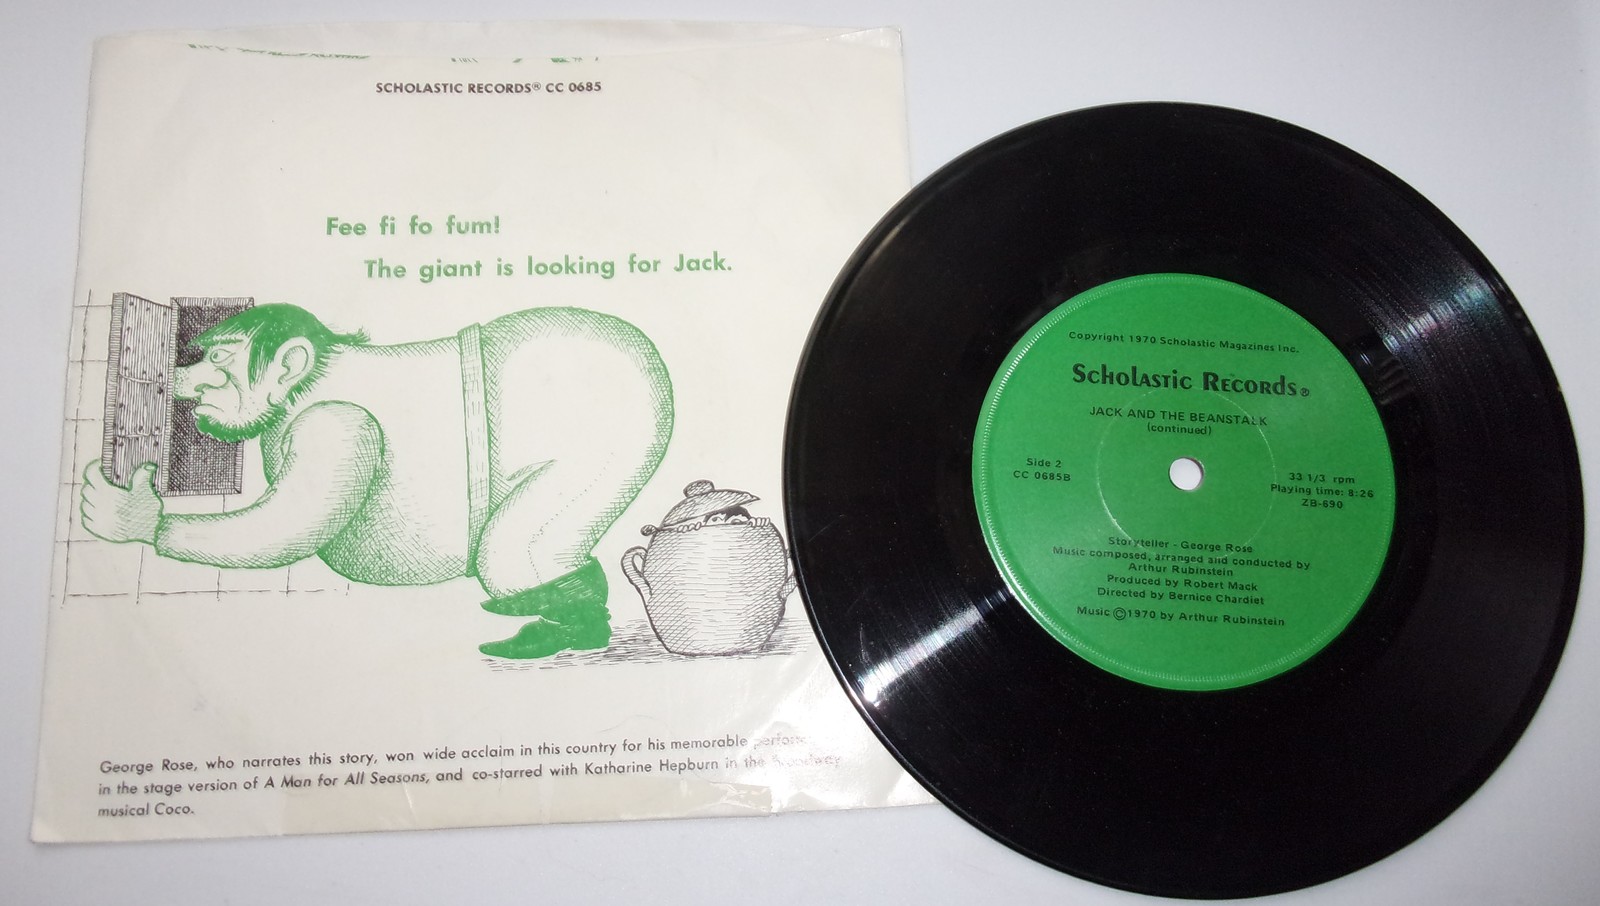 SCHOLASTIC RECORDS® CC 0685
Fee fi fo fum!
The giant is looking for Jack.
George Rose, who narrates this story, won wide acclaim in this country for his memorable
in the stage version of A Man for All Seasons, and co-starred with Katharine Hepburn in the Broadway
musical Coco.
Copyright 1970 Scholastic Magazines Inc.
Scholastic Records®
JACK AND THE BEANSTALK
(continued)
Side 2
CC 0685B
33 1/3 rpm
Playing time: 8:26
ZB-690
Storyteller - George Rose
Music composed, arranged and conducted by
Arthur Rubinstein
Produced by Robert Mack
Directed by Bernice Chardiet
Music ©1970 by Arthur Rubinstein